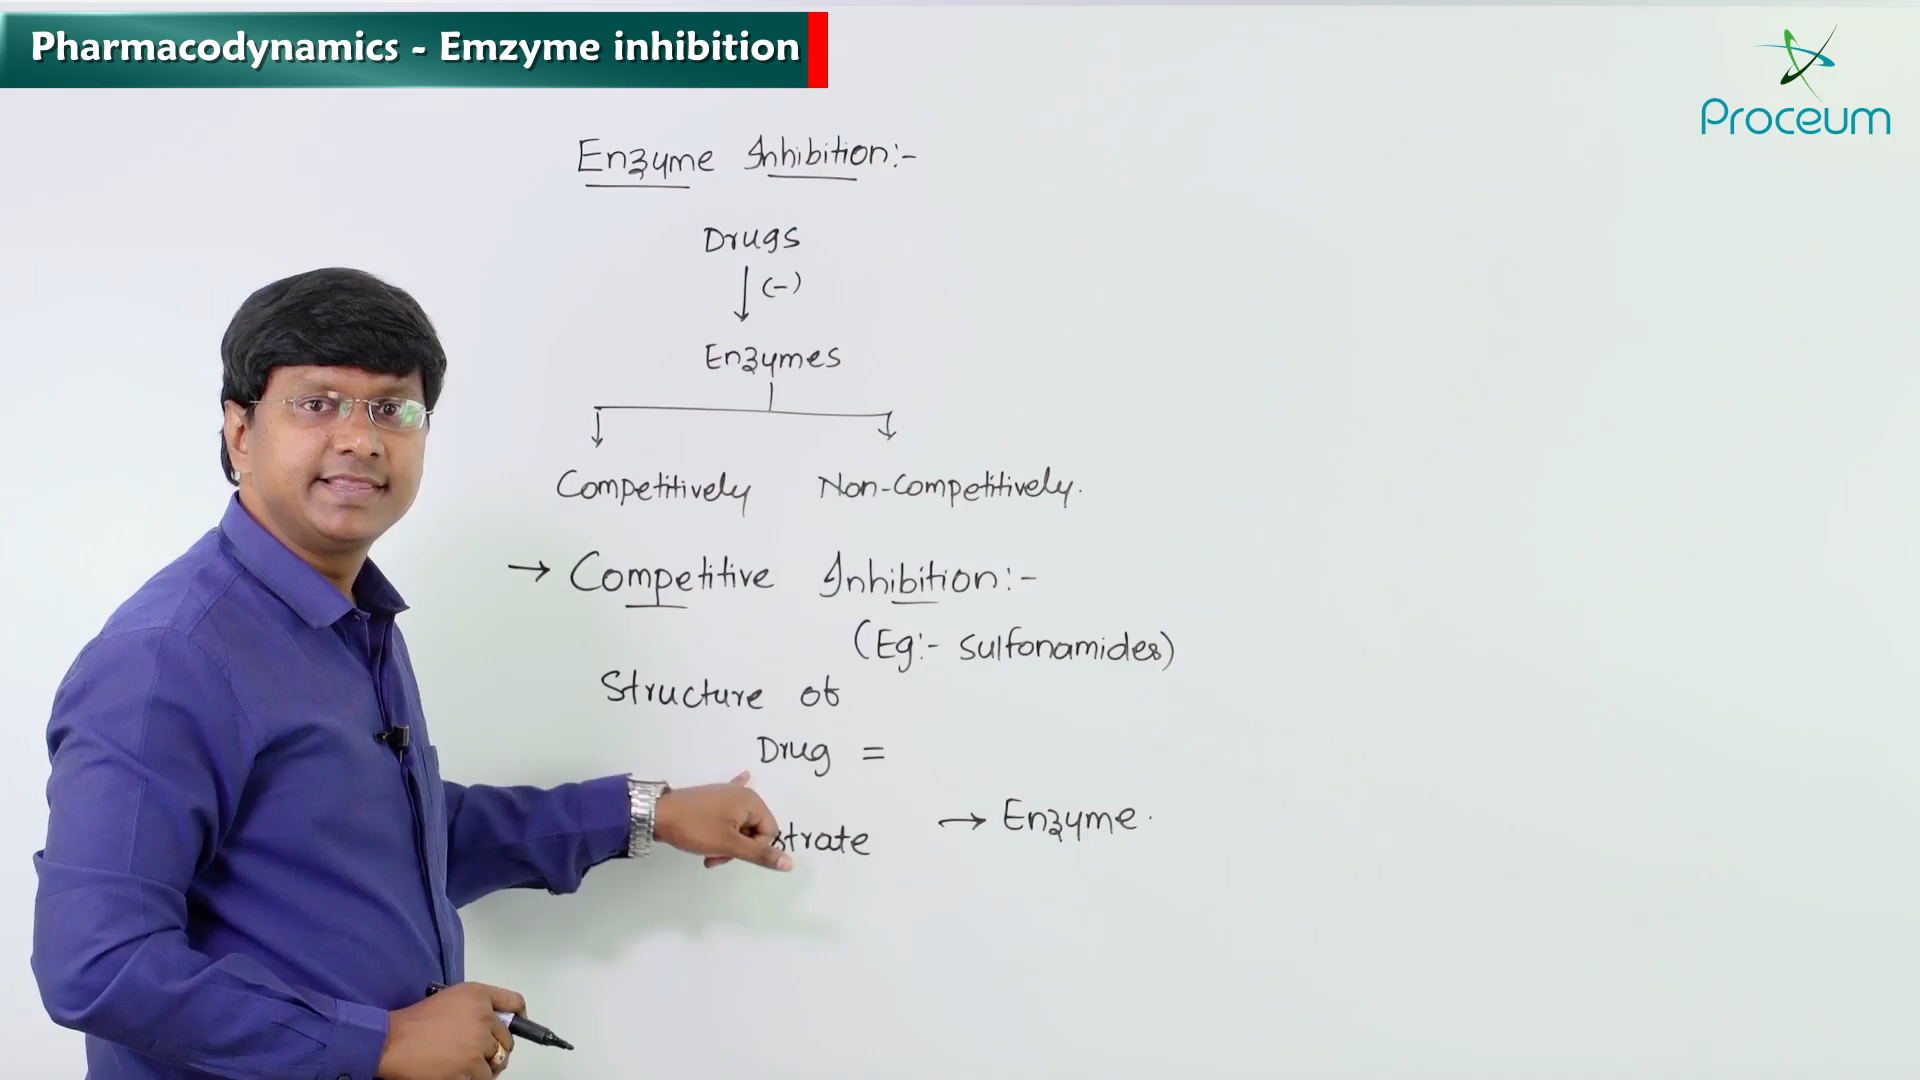 Pharmacodynamics - Emzyme inhibition
Proceum
Enzyme Inhibition:-
Drugs
(-)
Enzymes
Competitively Non-competitively.
→ Competitive Inhibition:-
(Eg:- Sulfonamides)
Structure of
Drug =
strate → Enzyme.